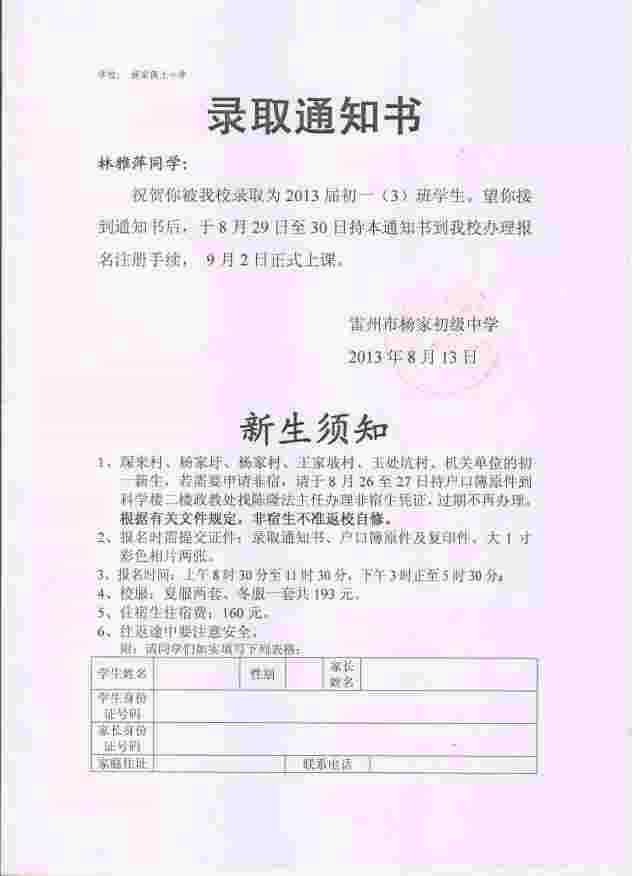 录取通知书
林雅萍同学:
祝贺你被我校录取为 2013 届初一（3）班学生。望你接
到通知书后，于 8 月 29 日至 30 日持本通知书到我校办理报
名注册手续， 9 月 2 日正式上课。
雷州市杨家初级中学
2013 年 8 月 13 日
新生须知
1、琛来村、杨家圩、杨家村、王家坡村、玉处坑村、机关单位的初
一新生，若需要申请非宿，请于 8 月 26 至 27 日持户口簿原件到
科学楼二楼政教处找陈隆法主任办理非宿生凭证，过期不再办理。
根据有关文件规定，非宿生不准返校自修。
2、报名时需提交证件：录取通知书、户口簿原件及复印件、大 1 寸
彩色相片两张。
3、报名时间：上午 8 时 30 分至 11 时 30 分，下午 3 时正至 5 时 30 分；
4、校服：夏服两套、冬服一套共 193 元。
5、住宿生住宿费：160 元。
6、往返途中要注意安全。
附：请同学们如实填写下列表格：
学生姓名 性别 家长
姓名
学生身份
证号码
家长身份
证号码
家庭住址 联系电话